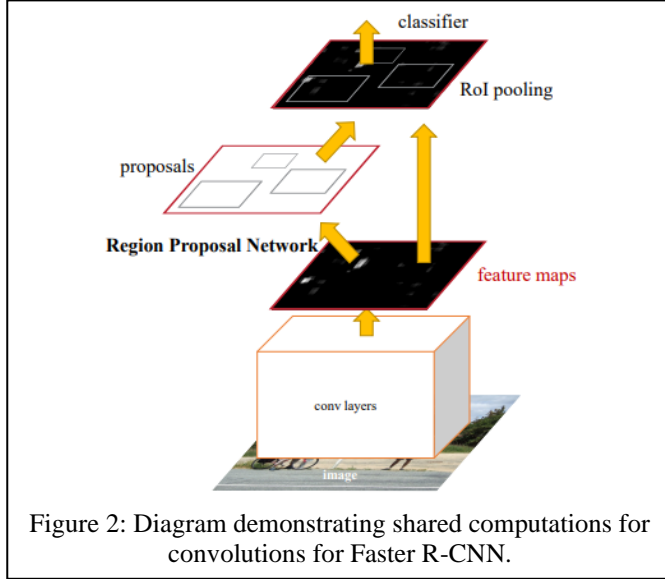 classifier
RoI pooling
proposals
Region Proposal Network
feature maps
conv layers
image
Figure 2: Diagram demonstrating shared computations for
convolutions for Faster R-CNN.